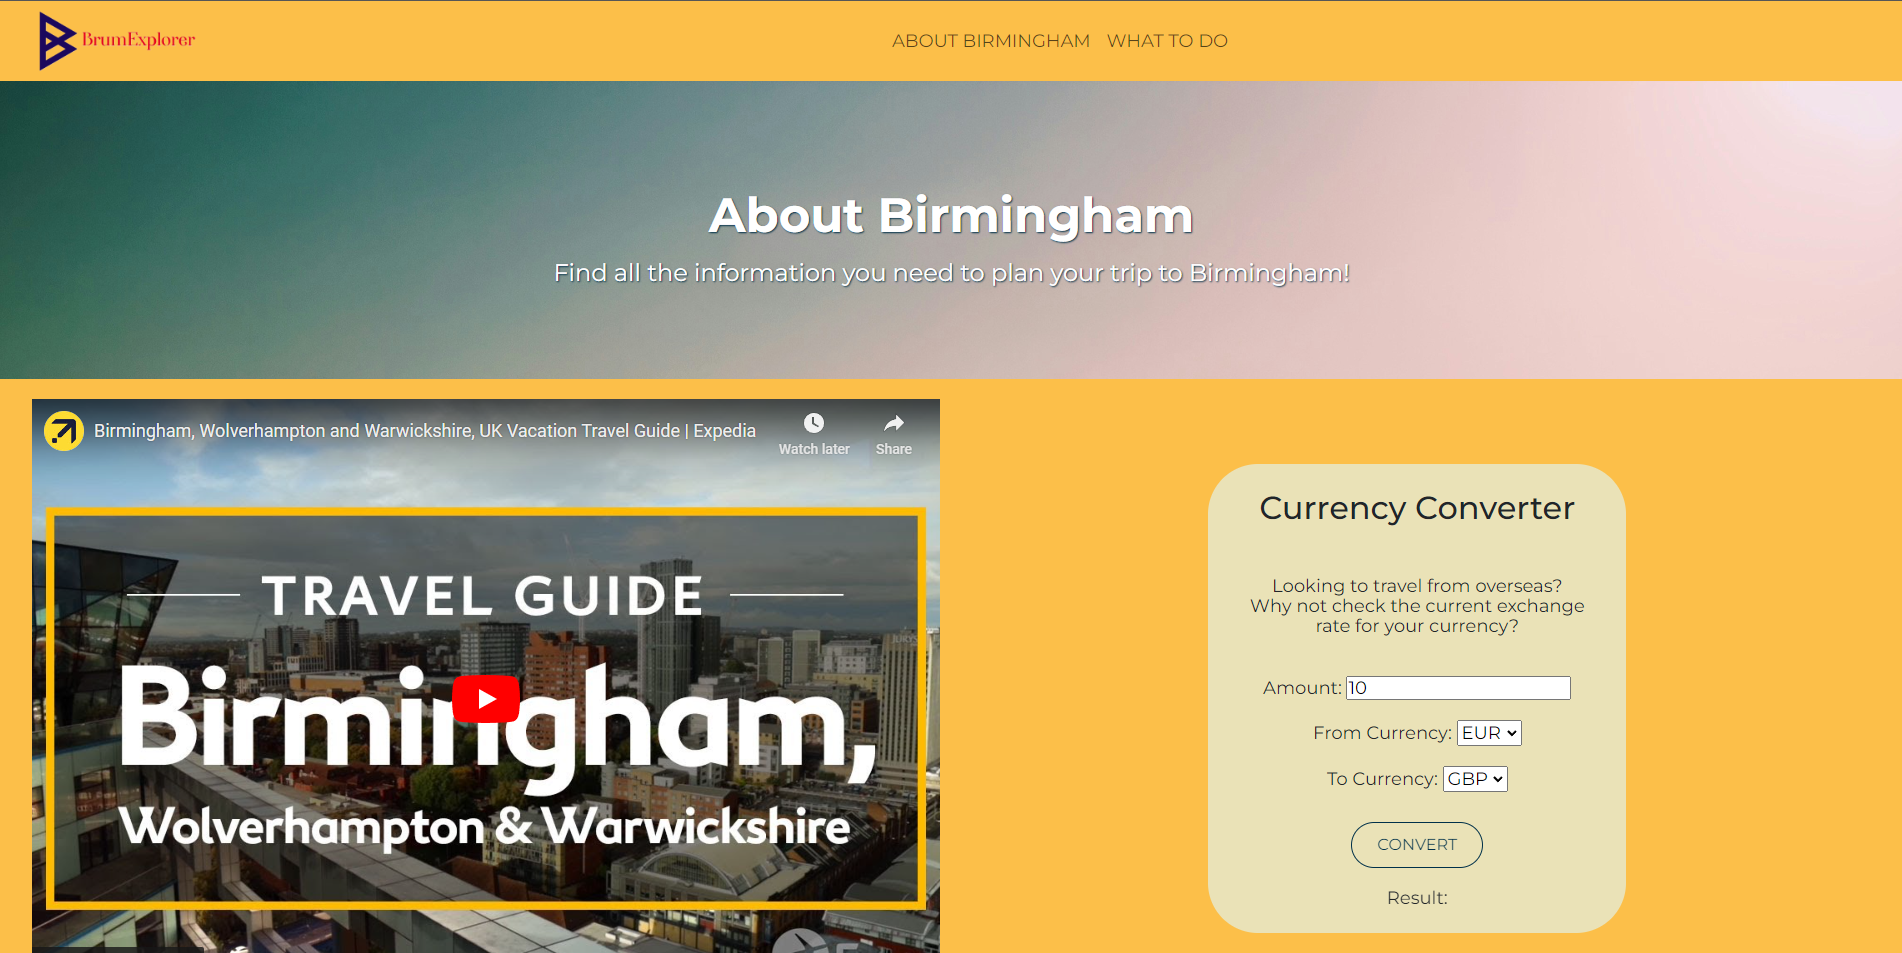 BrumExplorer
ABOUT BIRMINGHAM WHAT TO DO
About Birmingham
Find all the information you need to plan your trip to Birmingham!
Birmingham, Wolverhampton and Warwickshire, UK Vacation Travel Guide | Expedia
Watch later Share
TRAVEL GUIDE
Birmingham,
Wolverhampton & Warwickshire
Currency Converter
Looking to travel from overseas?
Why not check the current exchange
rate for your currency?
Amount: 10
From Currency: EUR
To Currency: GBP
CONVERT
Result: